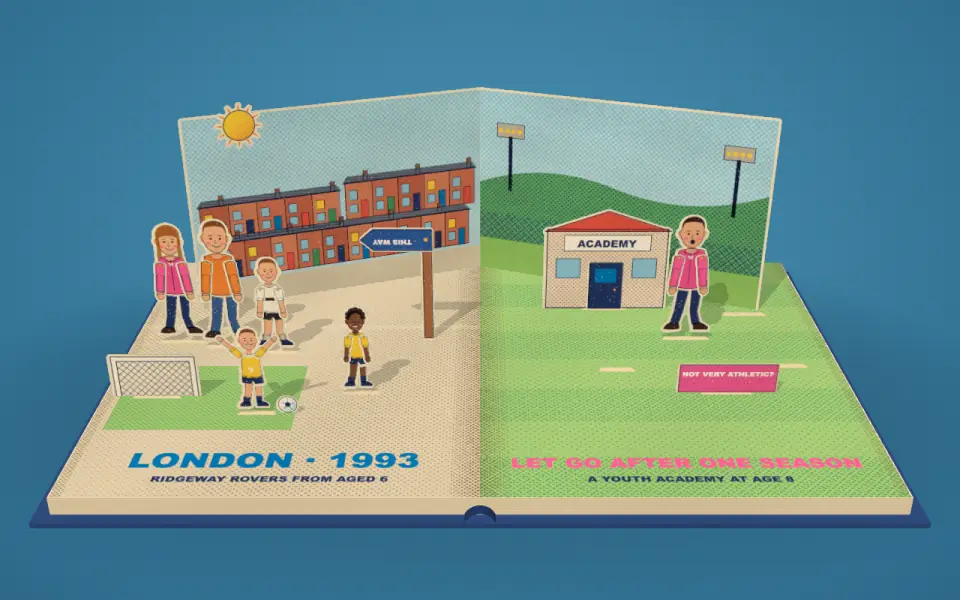 THIS WAY
ACADEMY
NOT VERY ATHLETIC?
LONDON · 1993
RIDGEWAY ROVERS FROM AGED 6
LET GO AFTER ONE SEASON
A YOUTH ACADEMY AT AGE 8